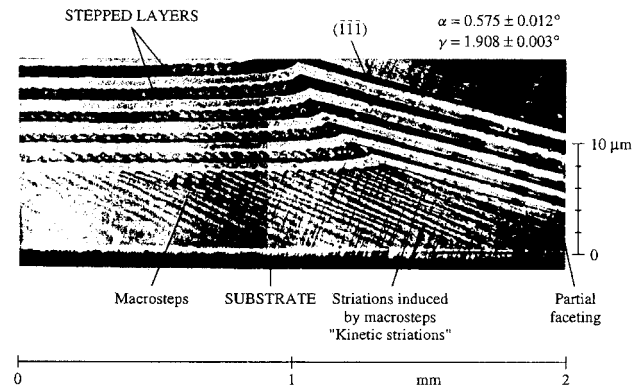 STEPPED LAYERS
(1̄1̄1̄)
α = 0.575 ± 0.012°
γ = 1.908 ± 0.003°
10 μm
0
Macrosteps
SUBSTRATE
Striations induced
by macrosteps
"Kinetic striations"
Partial
faceting
0
1
mm
2